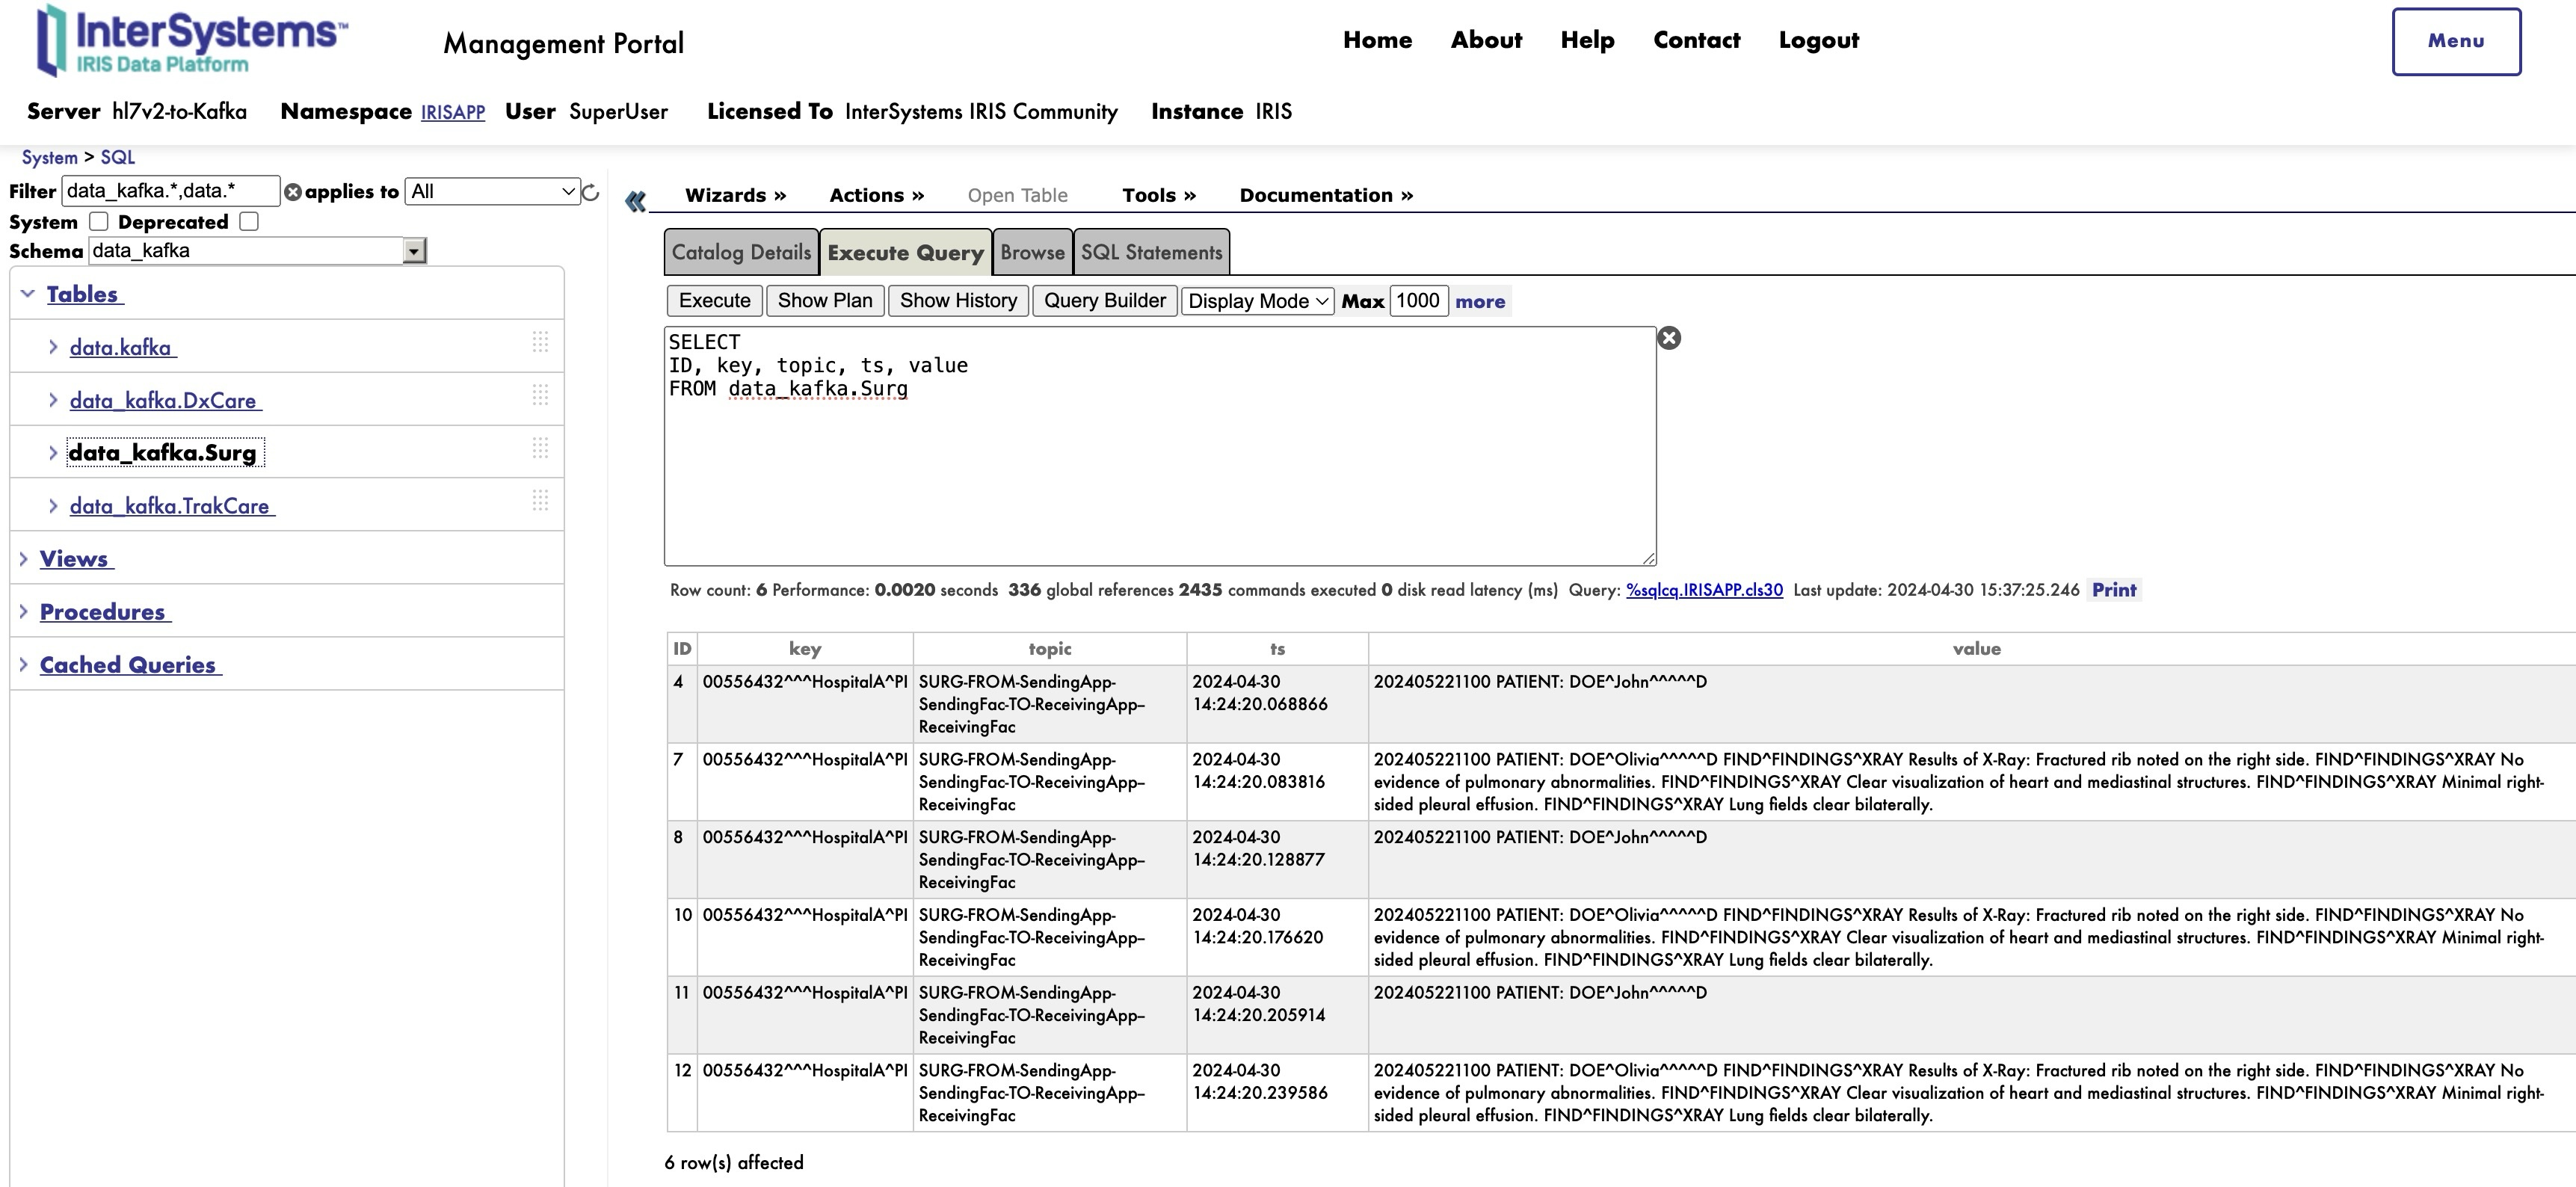 InterSystems™
IRIS Data Platform
Management Portal
Home About Help Contact Logout
Menu
Server hl7v2-to-Kafka Namespace IRISAPP User SuperUser Licensed To InterSystems IRIS Community Instance IRIS
System > SQL
Filter data_kafka.*,data.* applies to All
System Deprecated
Schema data_kafka
Tables
data.kafka
data_kafka.DxCare
data_kafka.Surg
data_kafka.TrakCare
Views
Procedures
Cached Queries
Wizards » Actions » Open Table Tools » Documentation »
Catalog Details Execute Query Browse SQL Statements
Execute Show Plan Show History Query Builder Display Mode Max 1000 more
SELECT
ID, key, topic, ts, value
FROM data_kafka.Surg
Row count: 6 Performance: 0.0020 seconds 336 global references 2435 commands executed 0 disk read latency (ms) Query: %sqlcq.IRISAPP.cls30 Last update: 2024-04-30 15:37:25.246 Print
ID key topic ts value
4 00556432^^^HospitalA^PI SURG-FROM-SendingApp- 2024-04-30 202405221100 PATIENT: DOE^John^^^^^D
SendingFac-TO-ReceivingApp- 14:24:20.068866
ReceivingFac
7 00556432^^^HospitalA^PI SURG-FROM-SendingApp- 2024-04-30 202405221100 PATIENT: DOE^Olivia^^^^^D FIND^FINDINGS^XRAY Results of X-Ray: Fractured rib noted on the right side. FIND^FINDINGS^XRAY No
SendingFac-TO-ReceivingApp- 14:24:20.083816 evidence of pulmonary abnormalities. FIND^FINDINGS^XRAY Clear visualization of heart and mediastinal structures. FIND^FINDINGS^XRAY Minimal right-
ReceivingFac sided pleural effusion. FIND^FINDINGS^XRAY Lung fields clear bilaterally.
8 00556432^^^HospitalA^PI SURG-FROM-SendingApp- 2024-04-30 202405221100 PATIENT: DOE^John^^^^^D
SendingFac-TO-ReceivingApp- 14:24:20.128877
ReceivingFac
10 00556432^^^HospitalA^PI SURG-FROM-SendingApp- 2024-04-30 202405221100 PATIENT: DOE^Olivia^^^^^D FIND^FINDINGS^XRAY Results of X-Ray: Fractured rib noted on the right side. FIND^FINDINGS^XRAY No
SendingFac-TO-ReceivingApp- 14:24:20.176620 evidence of pulmonary abnormalities. FIND^FINDINGS^XRAY Clear visualization of heart and mediastinal structures. FIND^FINDINGS^XRAY Minimal right-
ReceivingFac sided pleural effusion. FIND^FINDINGS^XRAY Lung fields clear bilaterally.
11 00556432^^^HospitalA^PI SURG-FROM-SendingApp- 2024-04-30 202405221100 PATIENT: DOE^John^^^^^D
SendingFac-TO-ReceivingApp- 14:24:20.205914
ReceivingFac
12 00556432^^^HospitalA^PI SURG-FROM-SendingApp- 2024-04-30 202405221100 PATIENT: DOE^Olivia^^^^^D FIND^FINDINGS^XRAY Results of X-Ray: Fractured rib noted on the right side. FIND^FINDINGS^XRAY No
SendingFac-TO-ReceivingApp- 14:24:20.239586 evidence of pulmonary abnormalities. FIND^FINDINGS^XRAY Clear visualization of heart and mediastinal structures. FIND^FINDINGS^XRAY Minimal right-
ReceivingFac sided pleural effusion. FIND^FINDINGS^XRAY Lung fields clear bilaterally.
6 row(s) affected